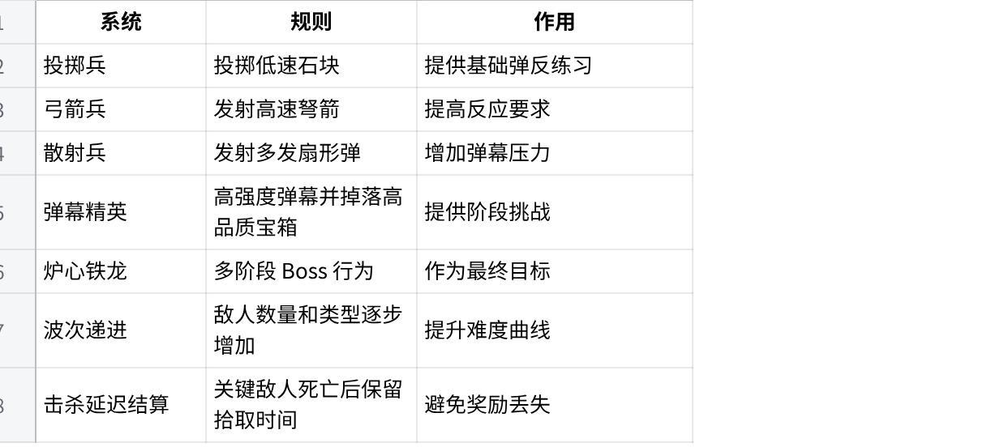 系统 规则 作用
2 投掷兵 投掷低速石块 提供基础弹反练习
3 弓箭兵 发射高速弩箭 提高反应要求
4 散射兵 发射多发扇形弹 增加弹幕压力
弹幕精英 高强度弹幕并掉落高
品质宝箱 提供阶段挑战
6 炉心铁龙 多阶段 Boss 行为 作为最终目标
7 波次递进 敌人数量和类型逐步
增加 提升难度曲线
8 击杀延迟结算 关键敌人死亡后保留
拾取时间 避免奖励丢失